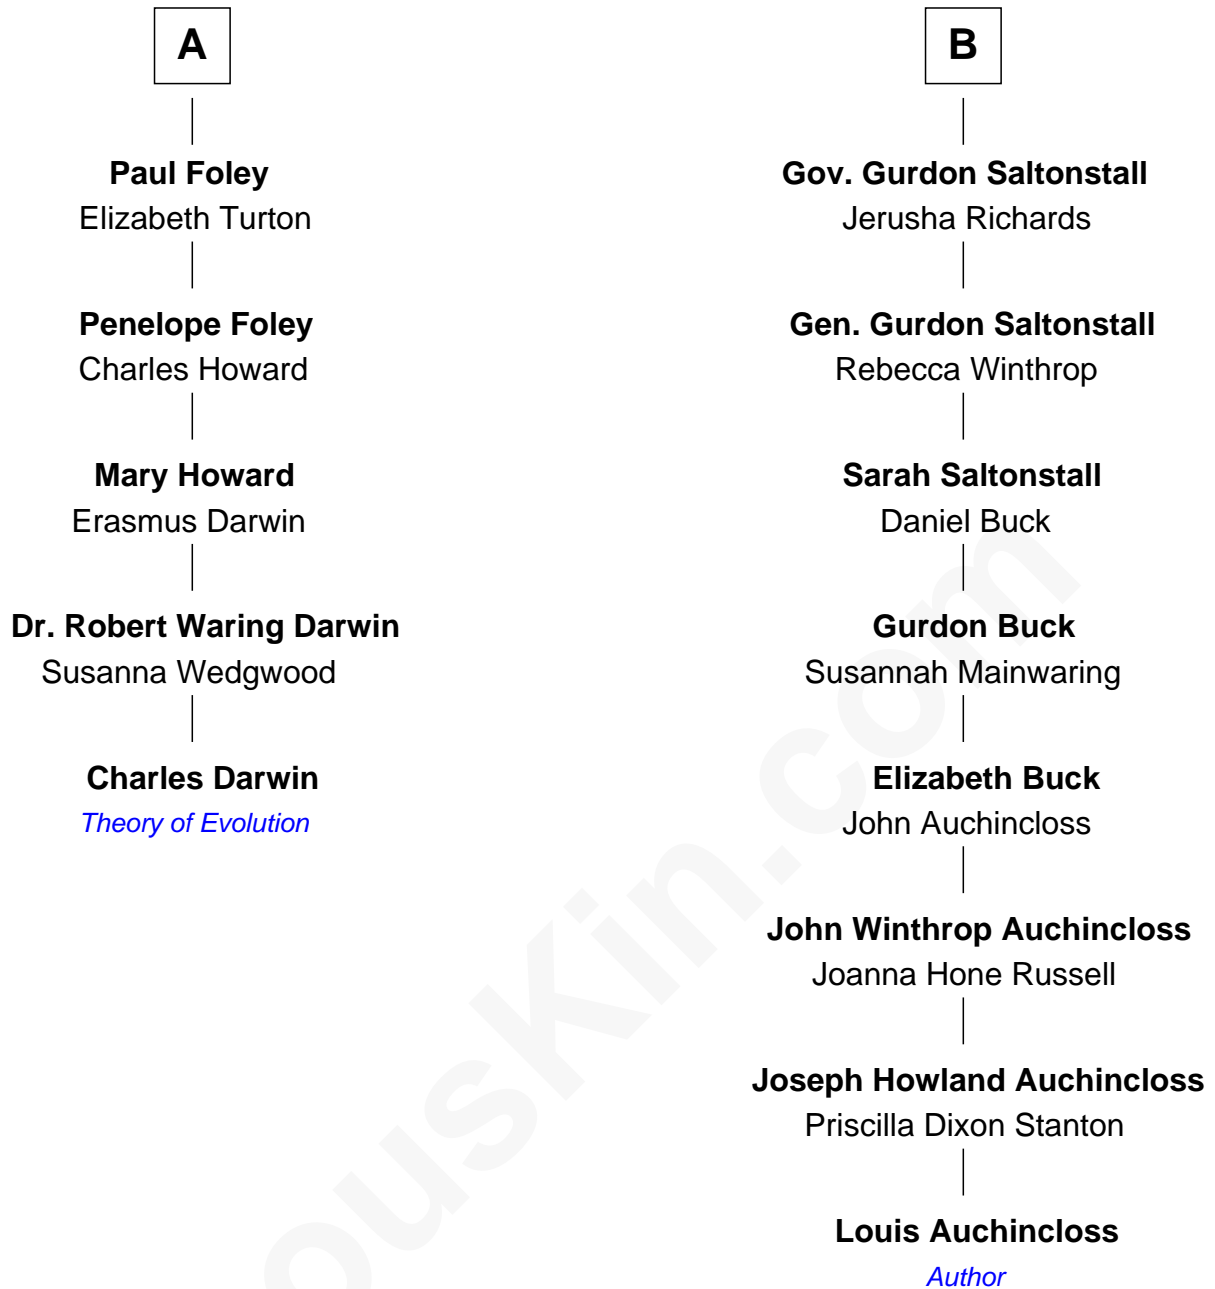 A
Paul Foley
Elizabeth Turton
Penelope Foley
Charles Howard
Mary Howard
Erasmus Darwin
Dr. Robert Waring Darwin
Susanna Wedgwood
Charles Darwin
Theory of Evolution
B
Gov. Gurdon Saltonstall
Jerusha Richards
Gen. Gurdon Saltonstall
Rebecca Winthrop
Sarah Saltonstall
Daniel Buck
Gurdon Buck
Susannah Mainwaring
Elizabeth Buck
John Auchincloss
John Winthrop Auchincloss
Joanna Hone Russell
Joseph Howland Auchincloss
Priscilla Dixon Stanton
Louis Auchincloss
Author
ousKin.com